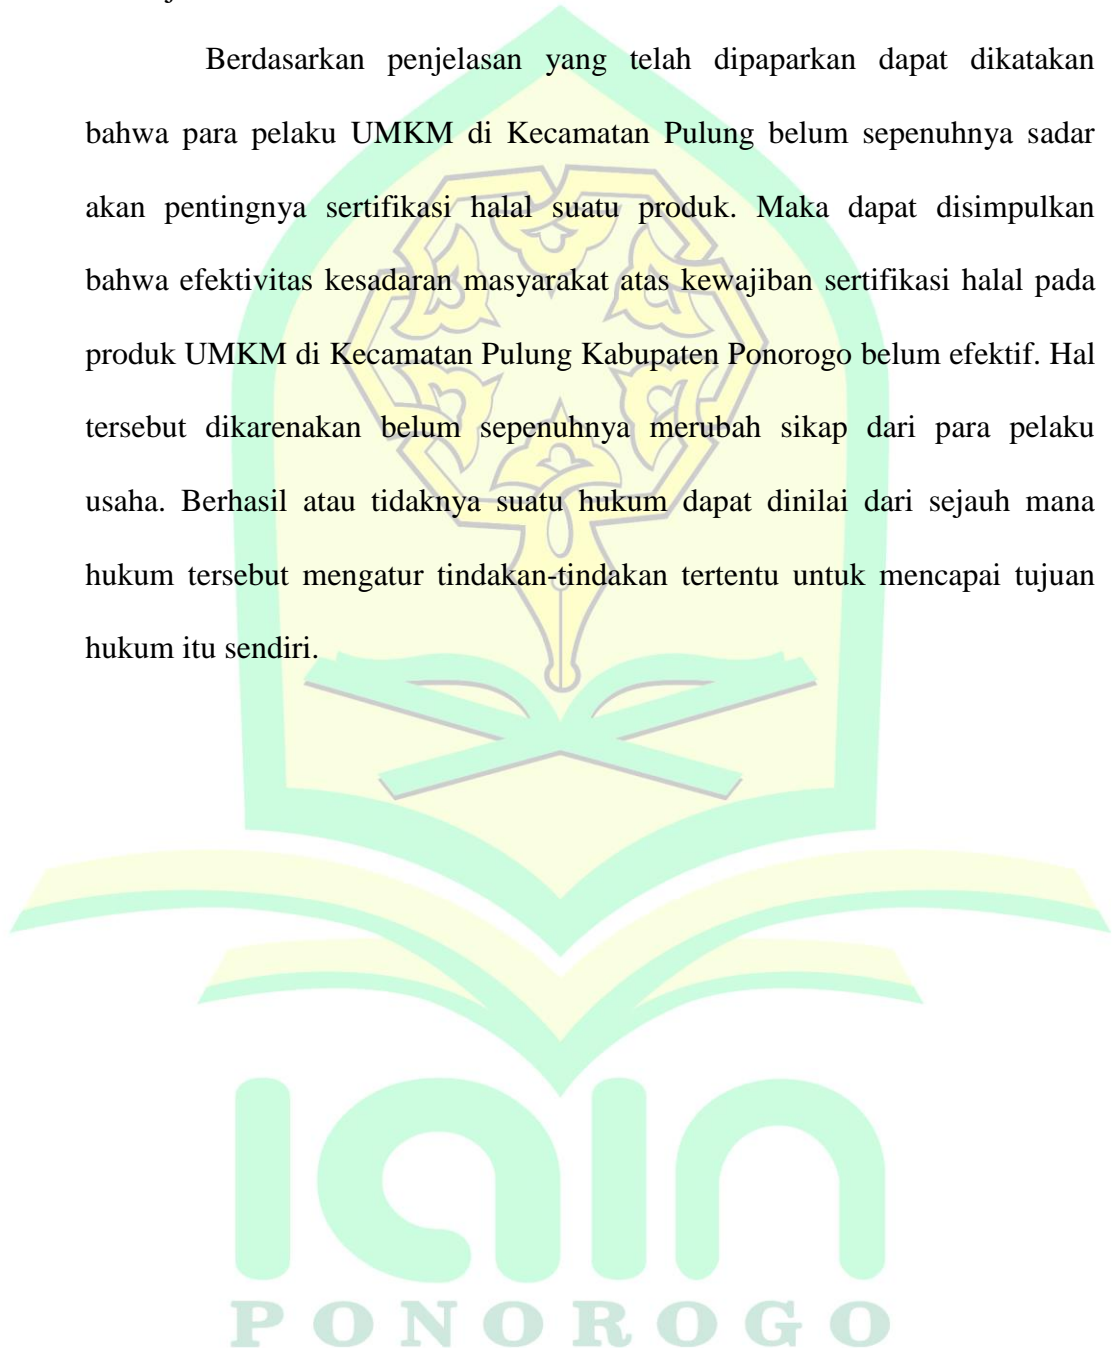 Berdasarkan penjelasan yang telah dipaparkan dapat dikatakan
bahwa para pelaku UMKM di Kecamatan Pulung belum sepenuhnya sadar
akan pentingnya sertifikasi halal suatu produk. Maka dapat disimpulkan
bahwa efektivitas kesadaran masyarakat atas kewajiban sertifikasi halal pada
produk UMKM di Kecamatan Pulung Kabupaten Ponorogo belum efektif. Hal
tersebut dikarenakan belum sepenuhnya merubah sikap dari para pelaku
usaha. Berhasil atau tidaknya suatu hukum dapat dinilai dari sejauh mana
hukum tersebut mengatur tindakan-tindakan tertentu untuk mencapai tujuan
hukum itu sendiri.
iain
PONOROGO